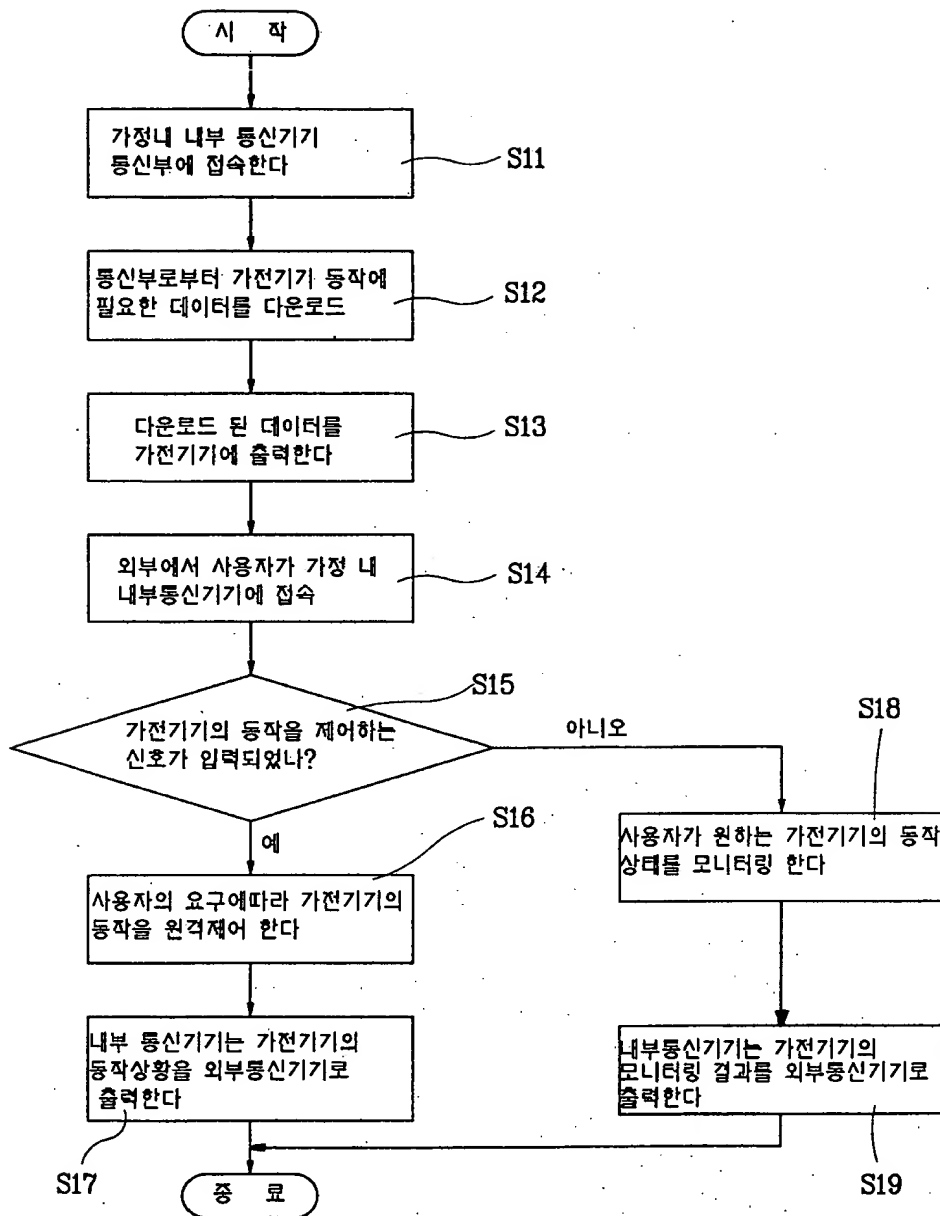 시 작
가정내 내부 통신기기
통신부에 접속한다
S11
통신부로부터 가전기기 동작에
필요한 데이터를 다운로드
S12
다운로드 된 데이터를
가전기기에 출력한다
S13
외부에서 사용자가 가정 내
내부통신기기에 접속
S14
S15
가전기기의 동작을 제어하는
신호가 입력되었나?
아니오
예
S16
사용자의 요구에따라 가전기기의
동작을 원격제어 한다
내부 통신기기는 가전기기의
동작상황을 외부통신기기로
출력한다
S17
S18
사용자가 원하는 가전기기의 동작
상태를 모니터링 한다
내부통신기기는 가전기기의
모니터링 결과를 외부통신기기로
출력한다
S19
종 료